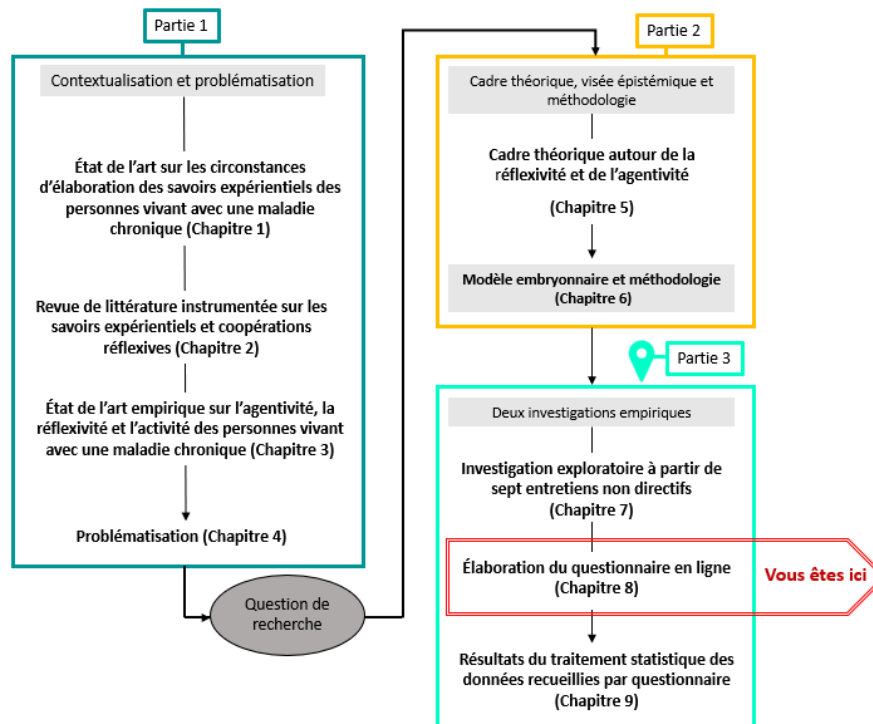 Partie 1
Contextualisation et problématisation
État de l’art sur les circonstances
d’élaboration des savoirs expérientiels des
personnes vivant avec une maladie
chronique (Chapitre 1)
Revue de littérature instrumentée sur les
savoirs expérientiels et coopérations
réflexives (Chapitre 2)
État de l’art empirique sur l’agentivité, la
réflexivité et l’activité des personnes vivant
avec une maladie chronique (Chapitre 3)
Problématisation (Chapitre 4)
Question de
recherche
Partie 2
Cadre théorique, visée épistémique et
méthodologie
Cadre théorique autour de la
réflexivité et de l’agentivité
(Chapitre 5)
Modèle embryonnaire et méthodologie
(Chapitre 6)
Partie 3
Deux investigations empiriques
Investigation exploratoire à partir de
sept entretiens non directifs
(Chapitre 7)
Élaboration du questionnaire en ligne
(Chapitre 8)
Vous êtes ici
Résultats du traitement statistique des
données recueillies par questionnaire
(Chapitre 9)